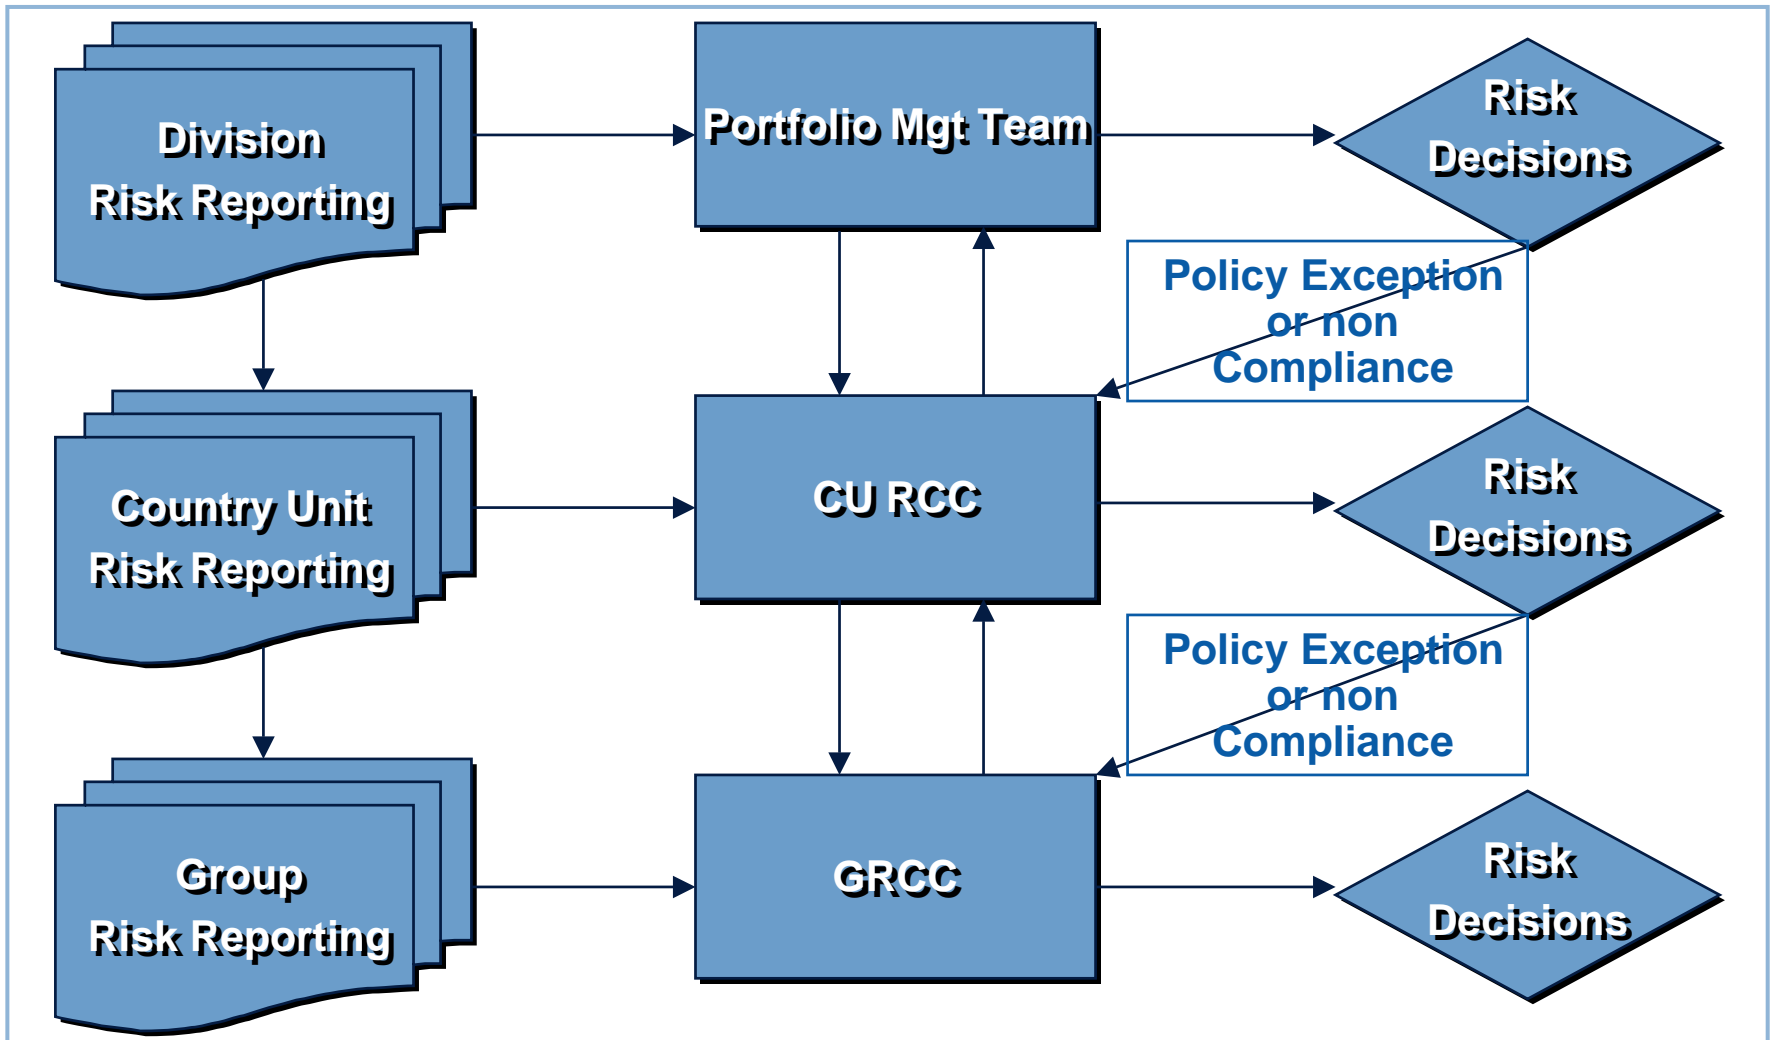 Division
Risk Reporting
Portfolio Mgt Team
Risk
Decisions
Policy Exception
or non
Compliance
Country Unit
Risk Reporting
CU RCC
Risk
Decisions
Policy Exception
or non
Compliance
Group
Risk Reporting
GRCC
Risk
Decisions